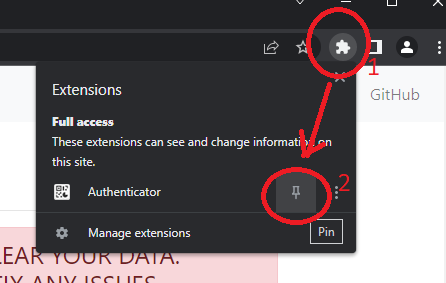 1
Extensions
GitHub
Full access
These extensions can see and change information on
this site.
Authenticator
2
Manage extensions
Pin
LEAR YOUR DATA.
FIX ANY ISSUES